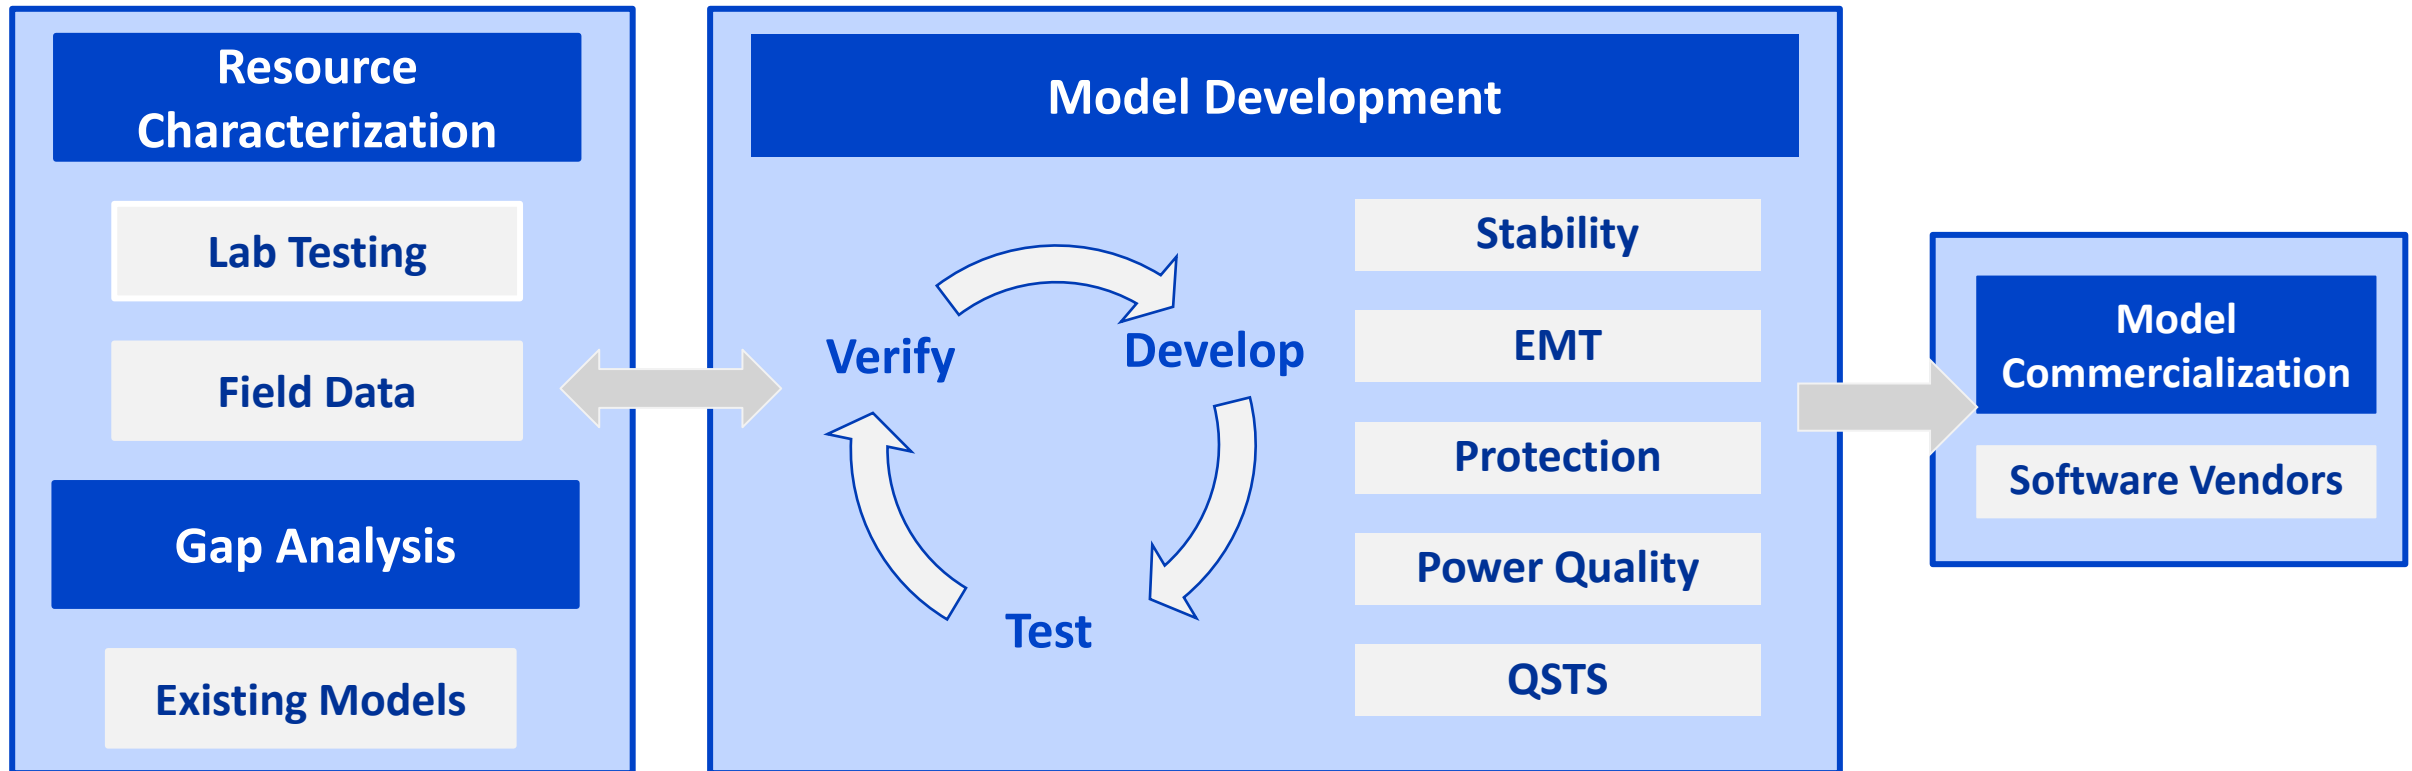 Resource
Characterization
Lab Testing
Field Data
Gap Analysis
Existing Models
Model Development
Verify
Develop
Test
Stability
EMT
Protection
Power Quality
QSTS
Model
Commercialization
Software Vendors